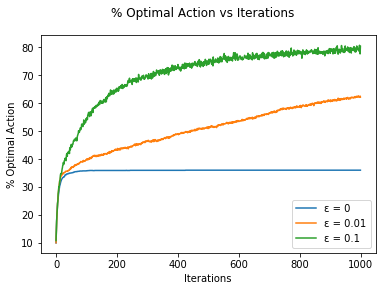 % Optimal Action vs Iterations
% Optimal Action
80
70
60
50
40
30
20
10
0
200
400
600
800
1000
Iterations
ε = 0
ε = 0.01
ε = 0.1